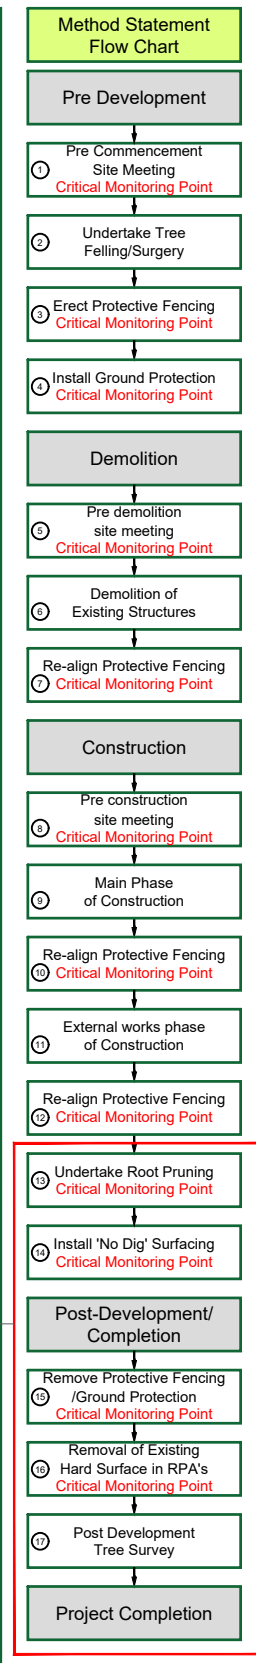 Method Statement
Flow Chart
Pre Development
Pre Commencement
Site Meeting
1
Critical Monitoring Point
Undertake Tree
2
Felling/Surgery
Erect Protective Fencing
3
Critical Monitoring Point
Install Ground Protection
4
Critical Monitoring Point
Demolition
Pre demolition
5
site meeting
Critical Monitoring Point
Demolition of
6
Existing Structures
Re-align Protective Fencing
7
Critical Monitoring Point
Construction
Pre construction
site meeting
8
Critical Monitoring Point
Main Phase
9
of Construction
Re-align Protective Fencing
10
Critical Monitoring Point
External works phase
11
of Construction
Re-align Protective Fencing
12
Critical Monitoring Point
Undertake Root Pruning
13
Critical Monitoring Point
Install 'No Dig' Surfacing
14
Critical Monitoring Point
Post-Development/
Completion
Remove Protective Fencing
15
/Ground Protection
Critical Monitoring Point
Removal of Existing
16
Hard Surface in RPA's
Critical Monitoring Point
Post Development
17
Tree Survey
Project Completion